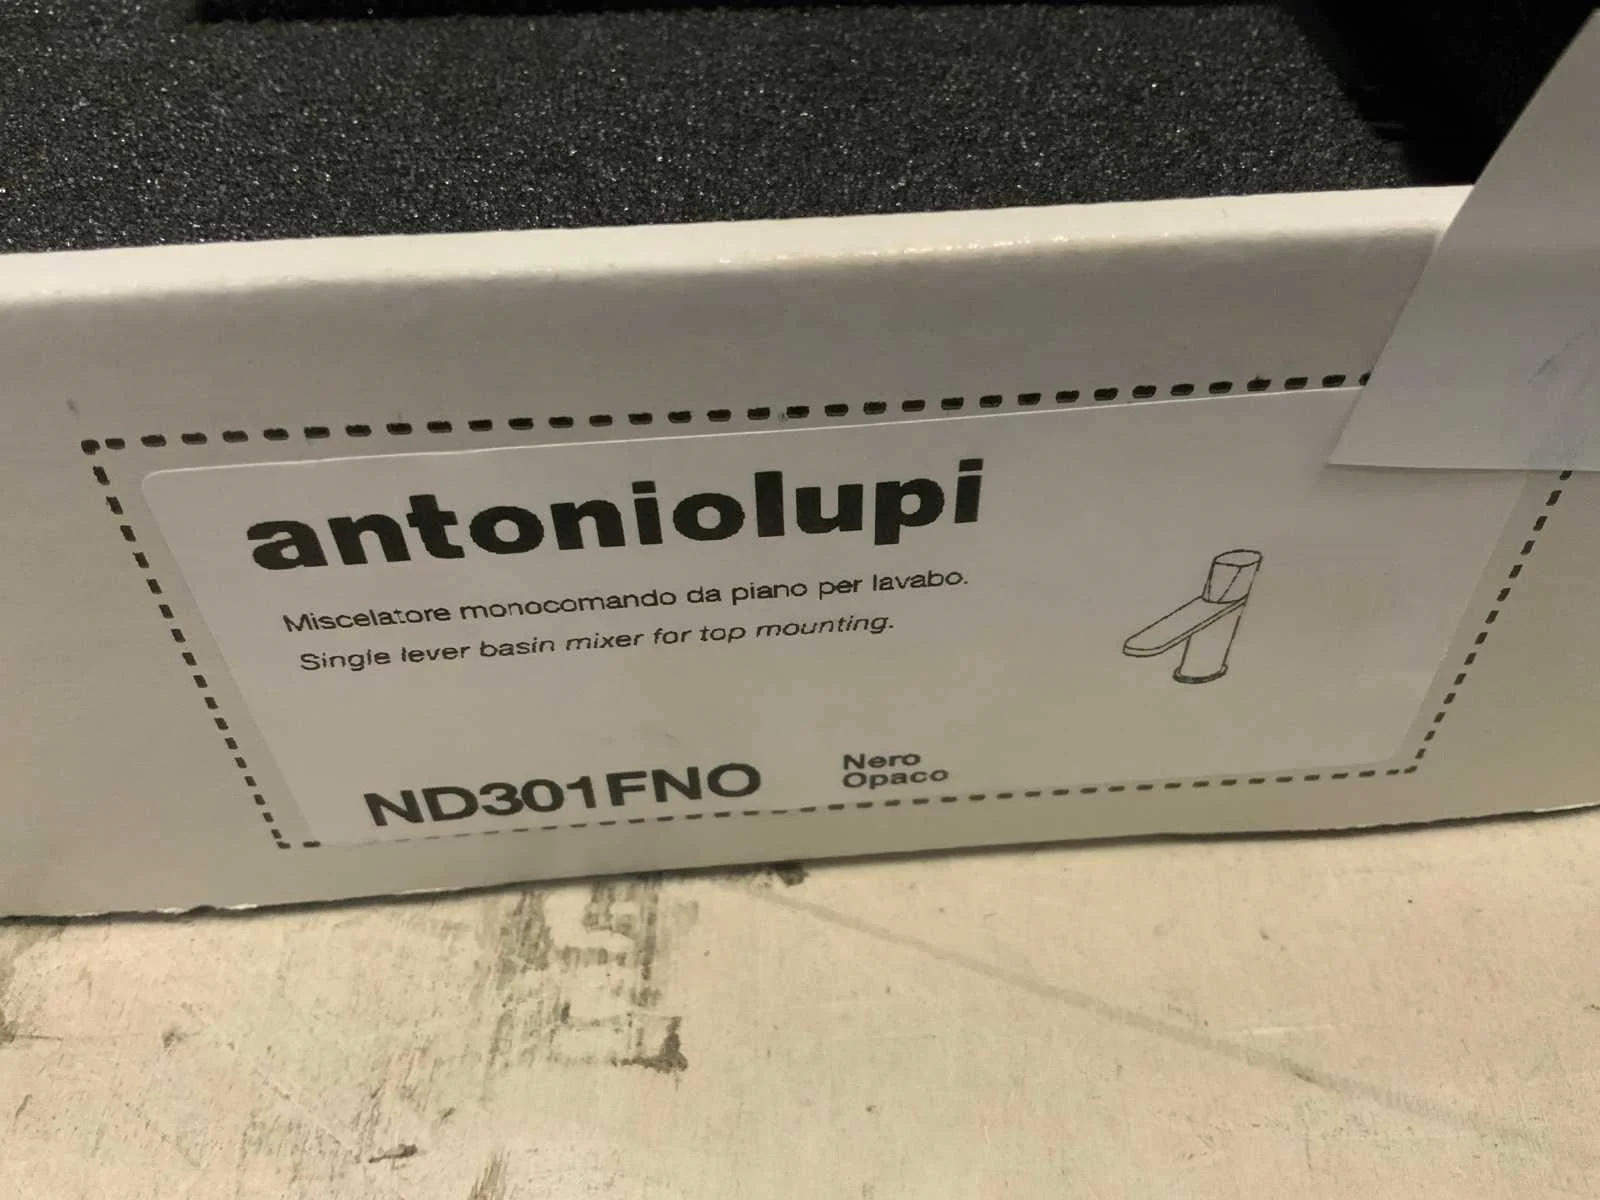 antoniolupi
Miscelatore monocomando da piano per lavabo.
Single lever basin mixer for top mounting.
ND301FNO
Nero
Opaco